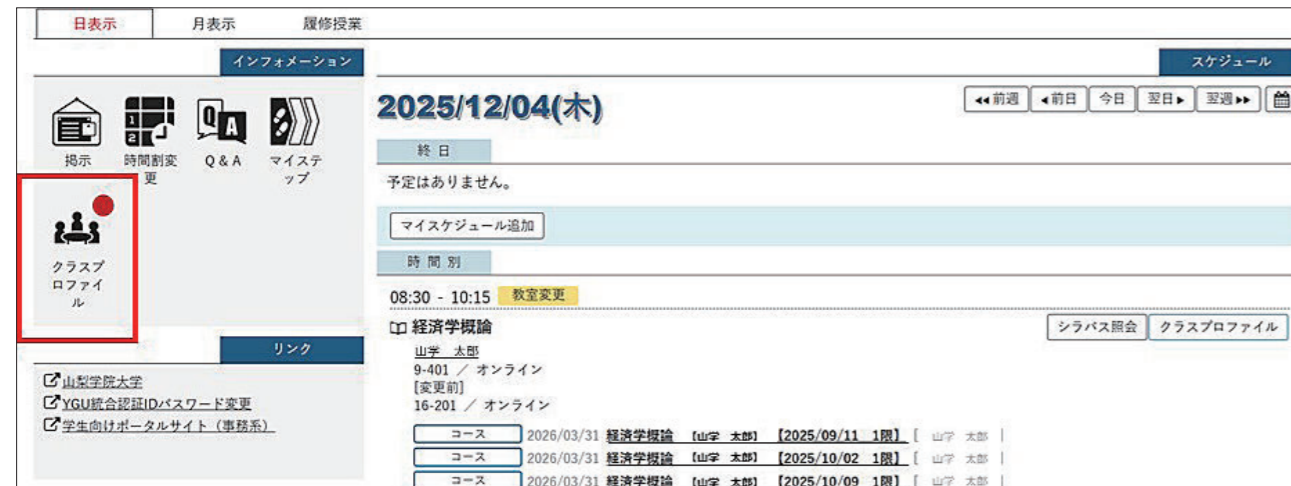 日表示
月表示
履修授業
インフォメーション
スケジュール
掲示
時間割変
更
Q & A
マイステ
ップ
クラスプ
ロファイ
ル
リンク
山梨学院大学
YGU統合認証IDパスワード変更
学生向けポータルサイト（事務系）
2025/12/04(木)
◂◂前週
◂前日
今日
翌日▸
翌週▸▸
終日
予定はありません。
マイスケジュール追加
時間別
08:30 - 10:15 教室変更
経済学概論
シラバス照会
クラスプロファイル
山学 太郎
9-401 ／ オンライン
[変更前]
16-201 ／ オンライン
コース 2026/03/31 経済学概論 【山学 太郎】 【2025/09/11 1限】 [ 山学 太郎 |
コース 2026/03/31 経済学概論 【山学 太郎】 【2025/10/02 1限】 [ 山学 太郎 |
コース 2026/03/31 経済学概論 【山学 太郎】 【2025/10/09 1限】 [ 山学 太郎 |